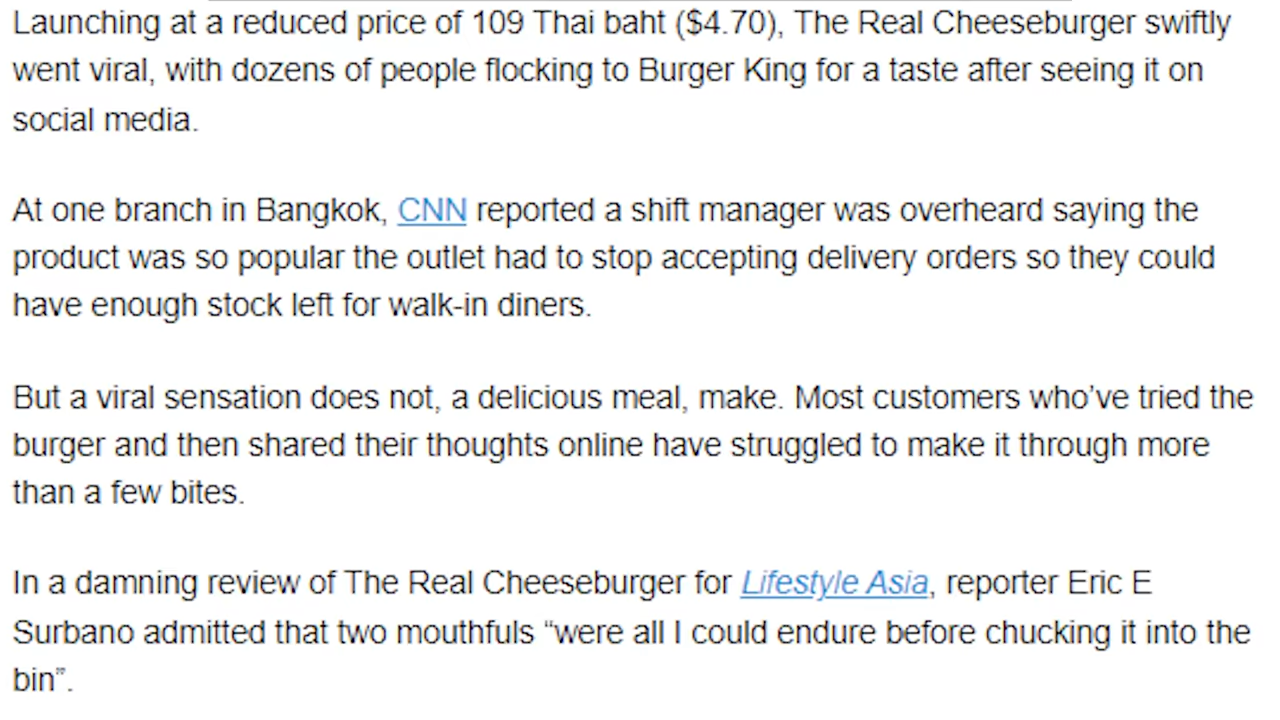 Launching at a reduced price of 109 Thai baht ($4.70), The Real Cheeseburger swiftly
went viral, with dozens of people flocking to Burger King for a taste after seeing it on
social media.
At one branch in Bangkok, CNN reported a shift manager was overheard saying the
product was so popular the outlet had to stop accepting delivery orders so they could
have enough stock left for walk-in diners.
But a viral sensation does not, a delicious meal, make. Most customers who’ve tried the
burger and then shared their thoughts online have struggled to make it through more
than a few bites.
In a damning review of The Real Cheeseburger for Lifestyle Asia, reporter Eric E
Surbano admitted that two mouthfuls “were all I could endure before chucking it into the
bin”.